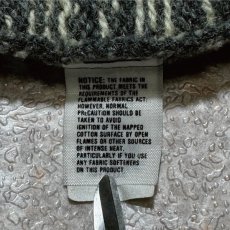 NOTICE: THE FABRIC IN
THIS PRODUCT MEETS THE
REQUIREMENTS OF THE
FLAMMABLE FABRICS ACT.
HOWEVER, NORMAL
PRECAUTION SHOULD BE
TAKEN TO AVOID
IGNITION OF THE NAPPED
COTTON SURFACE BY OPEN
FLAMES OR OTHER SOURCES
OF INTENSE HEAT,
PARTICULARLY IF YOU USE
ANY FABRIC SOFTENERS
ON THIS PRODUCT